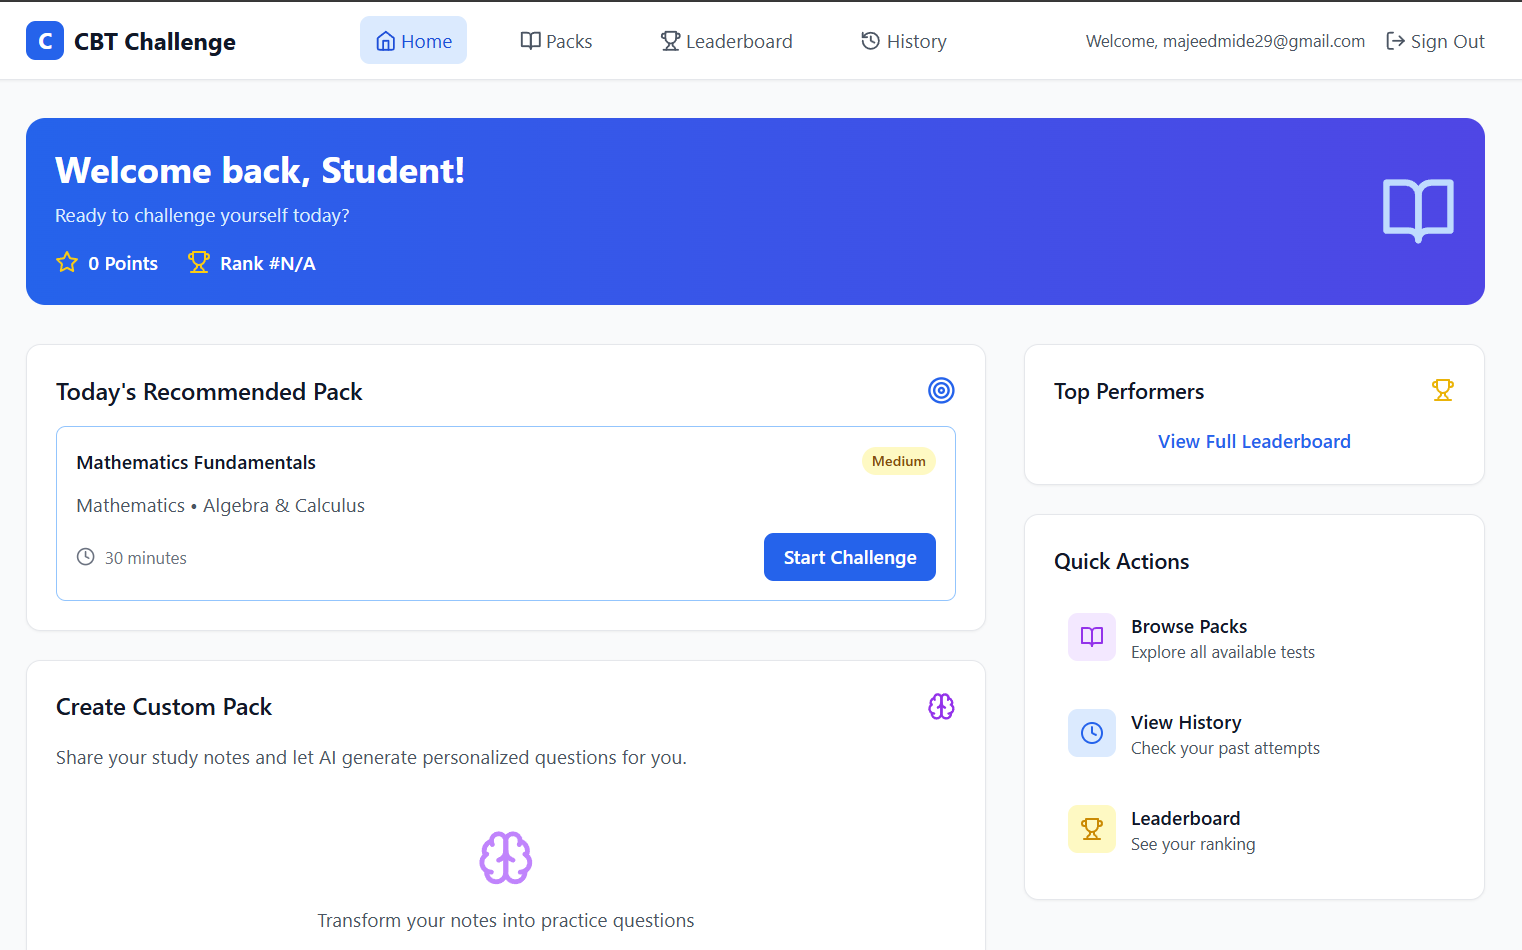 C CBT Challenge
Home
Packs
Leaderboard
History
Welcome, majeedmide29@gmail.com
Sign Out
Welcome back, Student!
Ready to challenge yourself today?
0 Points
Rank #N/A
Today's Recommended Pack
Mathematics Fundamentals
Medium
Mathematics • Algebra & Calculus
30 minutes
Start Challenge
Create Custom Pack
Share your study notes and let AI generate personalized questions for you.
Transform your notes into practice questions
Top Performers
View Full Leaderboard
Quick Actions
Browse Packs
Explore all available tests
View History
Check your past attempts
Leaderboard
See your ranking